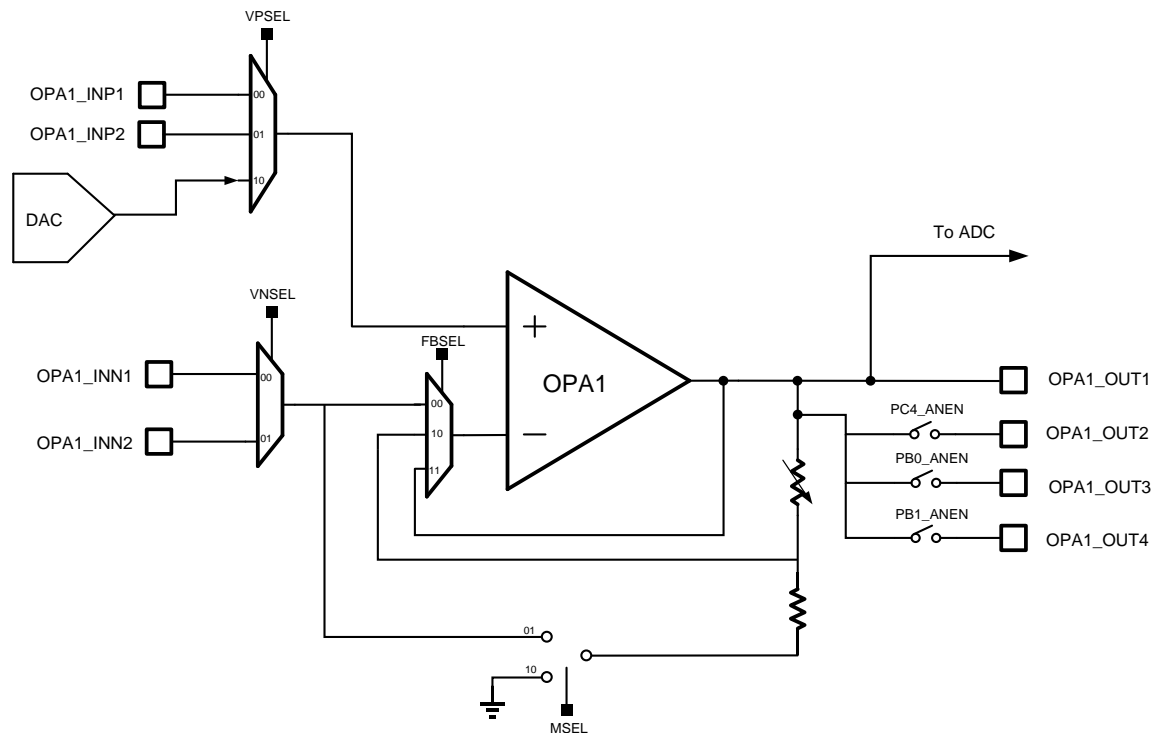 VPSEL
OPA1_INP1
00
OPA1_INP2
01
10
DAC
To ADC
VNSEL
FBSEL
OPA1_INN1
00
OPA1_INN2
01
00
10
11
+
OPA1
−
OPA1_OUT1
PC4_ANEN
OPA1_OUT2
PB0_ANEN
OPA1_OUT3
PB1_ANEN
OPA1_OUT4
01
10
MSEL